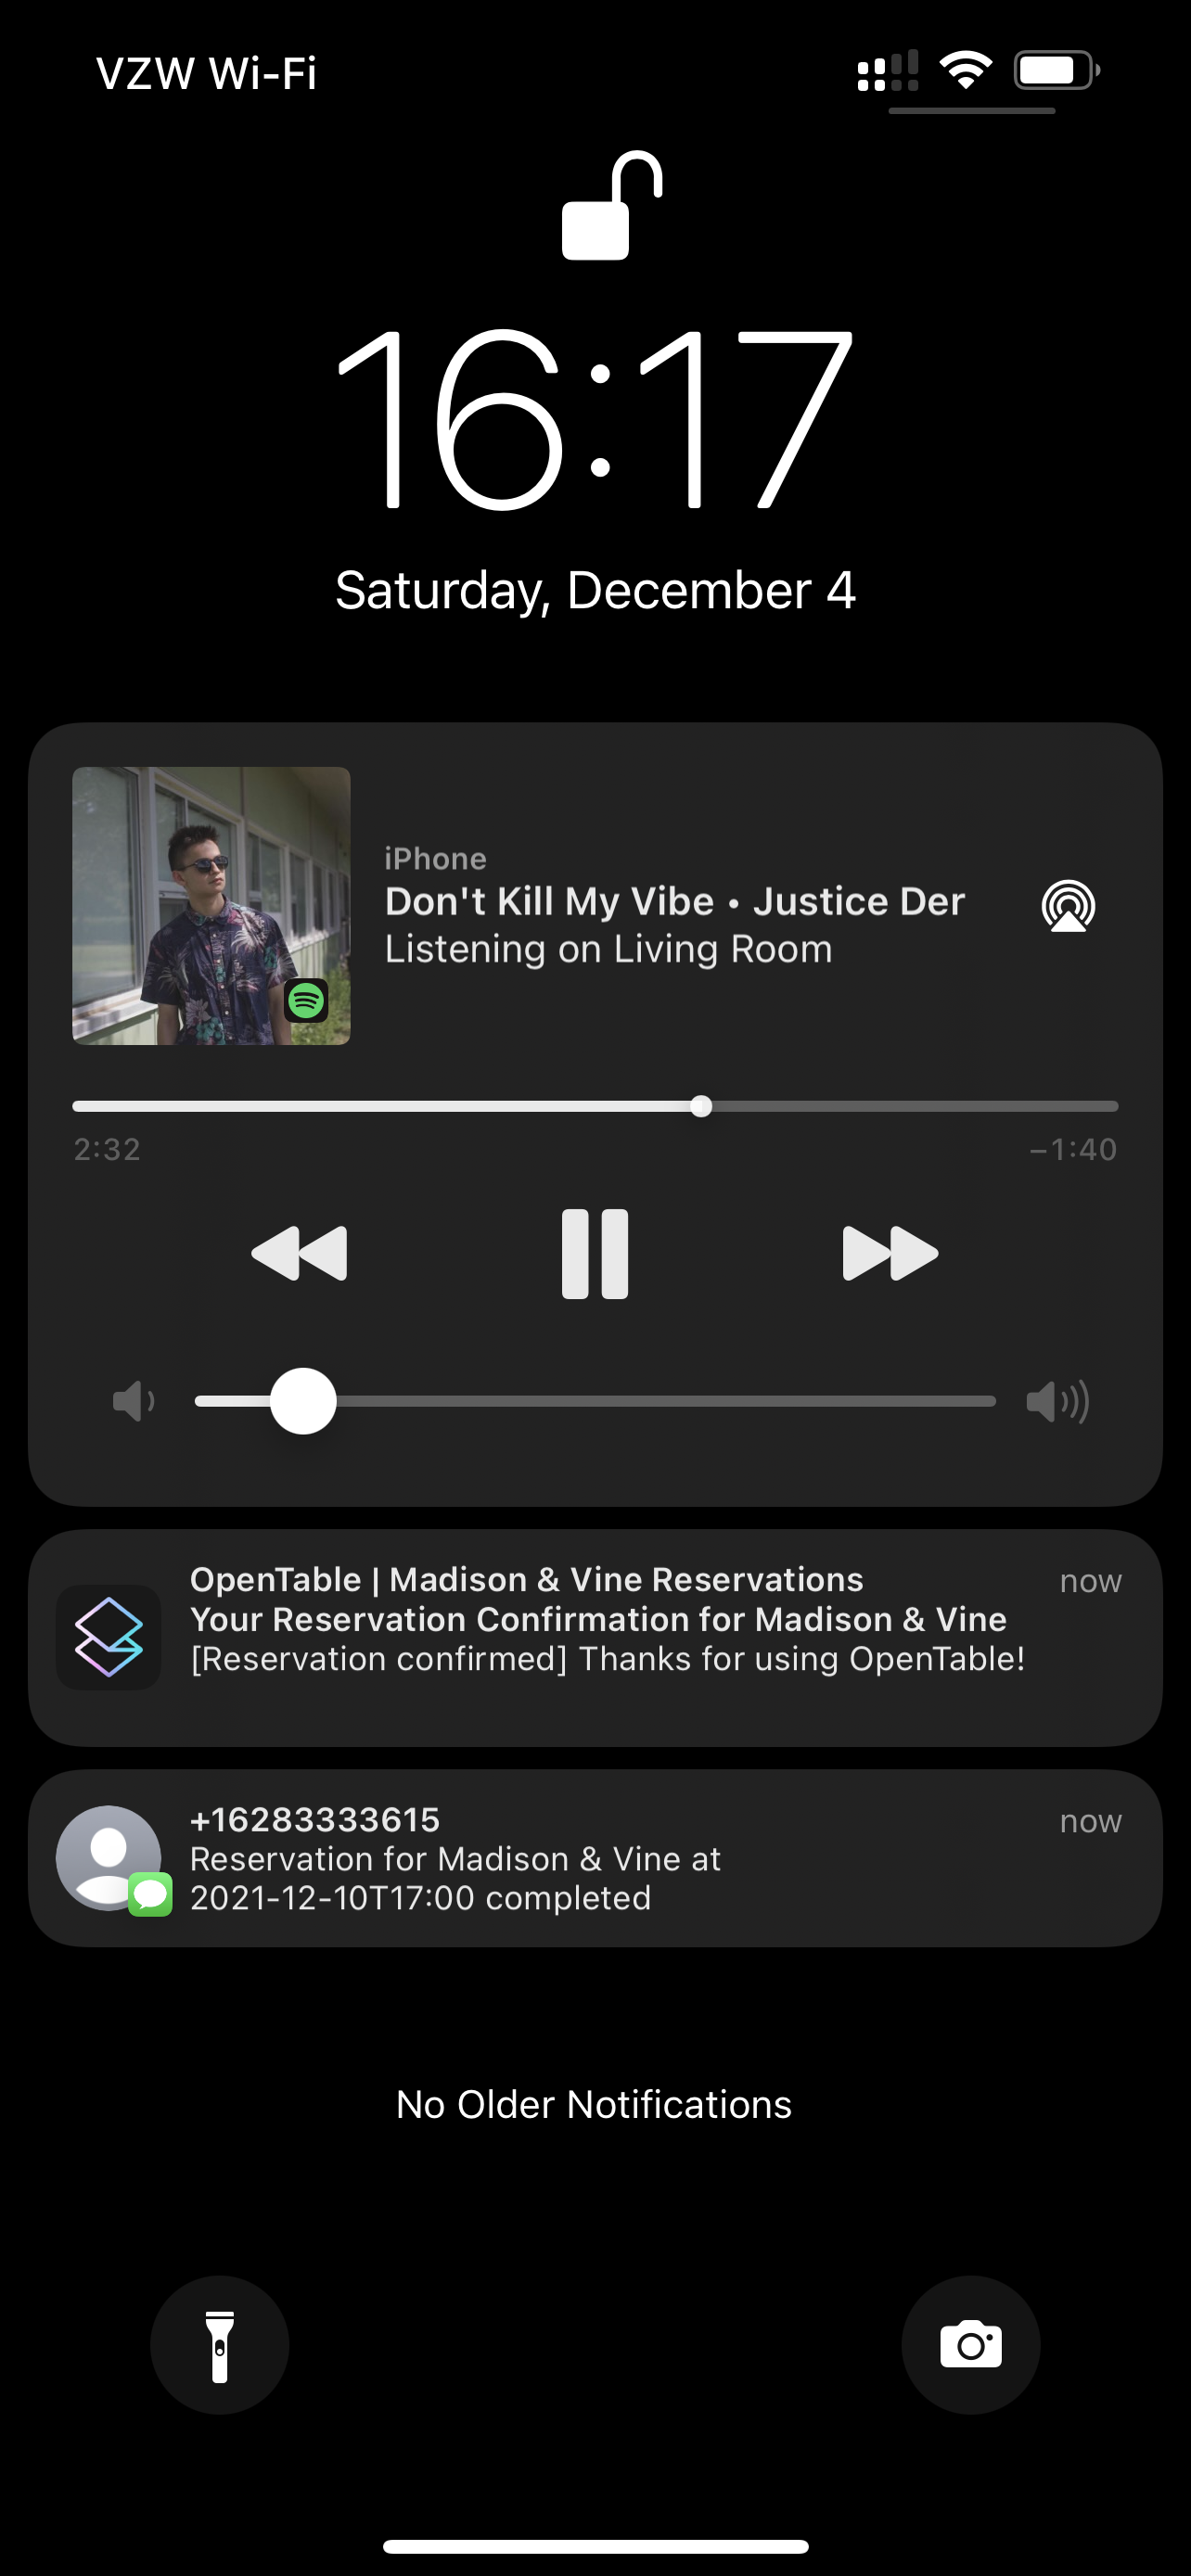 VZW Wi-Fi
16:17
Saturday, December 4
iPhone
Don't Kill My Vibe • Justice Der
Listening on Living Room
2:32
−1:40
OpenTable | Madison & Vine Reservations
now
Your Reservation Confirmation for Madison & Vine
[Reservation confirmed] Thanks for using OpenTable!
+16283333615
now
Reservation for Madison & Vine at
2021-12-10T17:00 completed
No Older Notifications